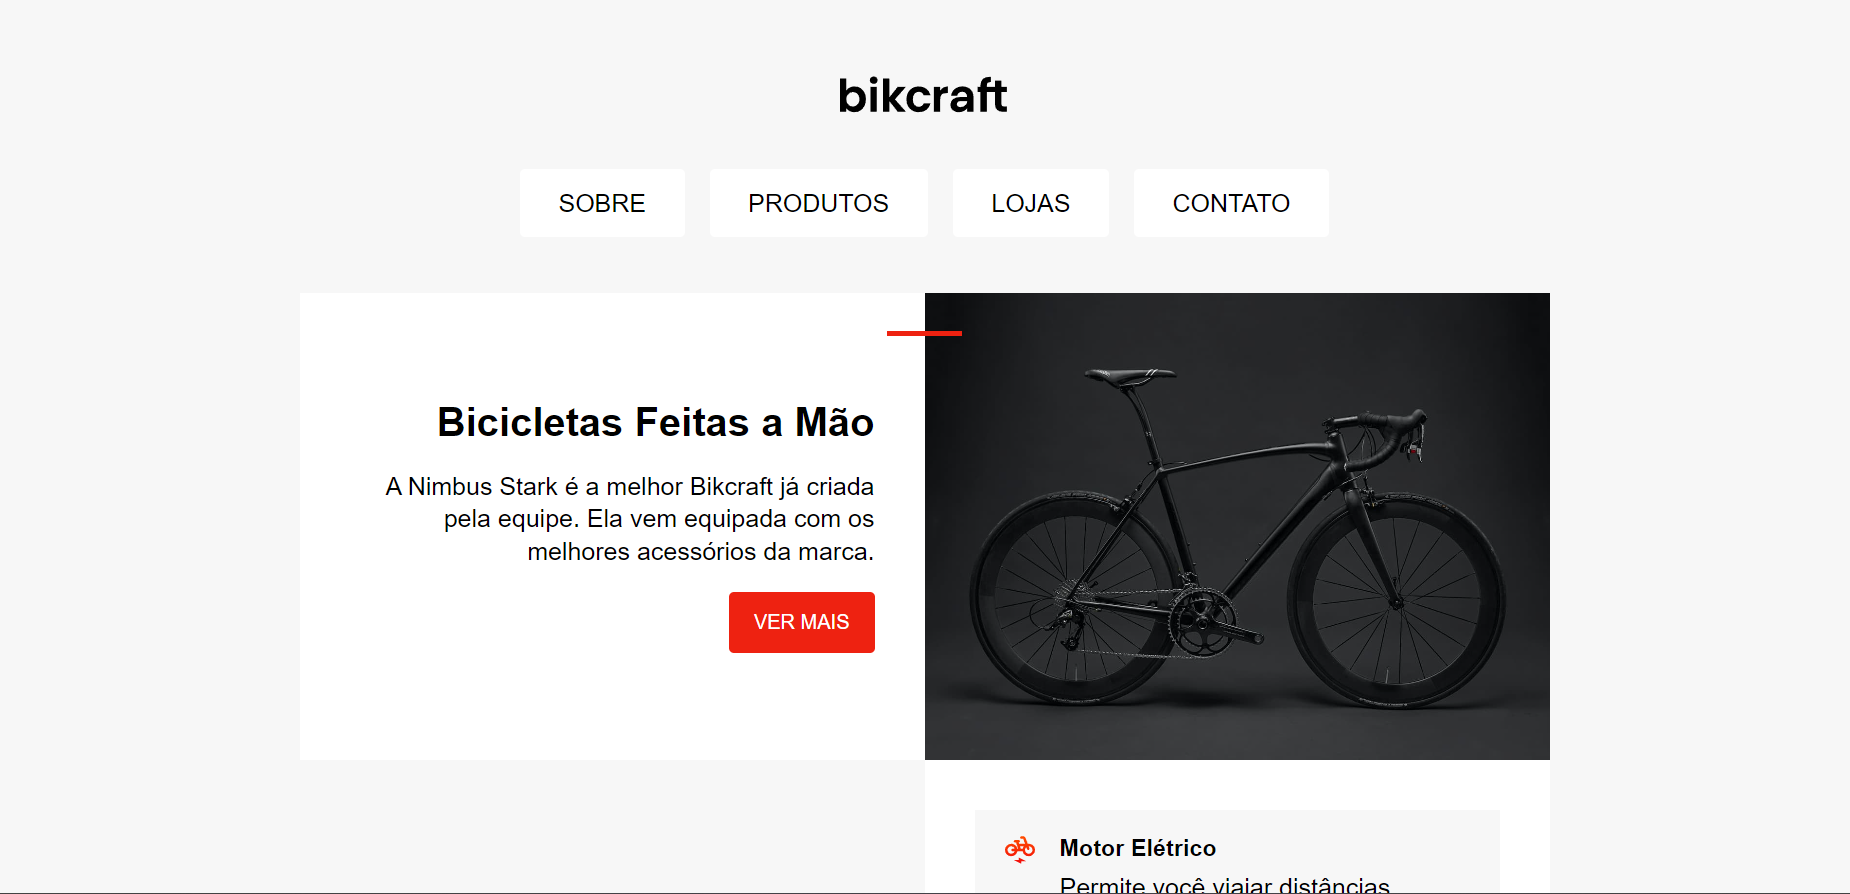 bikcraft
SOBRE PRODUTOS LOJAS CONTATO
Bicicletas Feitas a Mão
A Nimbus Stark é a melhor Bikcraft já criada
pela equipe. Ela vem equipada com os
melhores acessórios da marca.
VER MAIS
Motor Elétrico
Permite você viajar distâncias